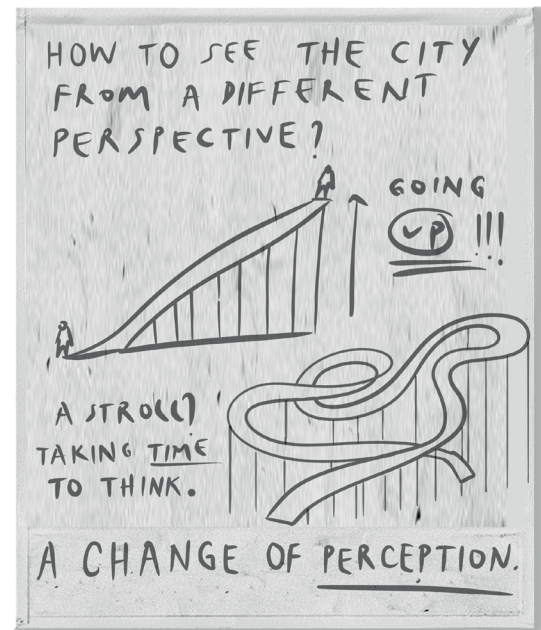 HOW TO SEE THE CITY
FROM A DIFFERENT
PERSPECTIVE?
GOING
UP !!!
A STROLL?
TAKING TIME
TO THINK.
A CHANGE OF PERCEPTION.